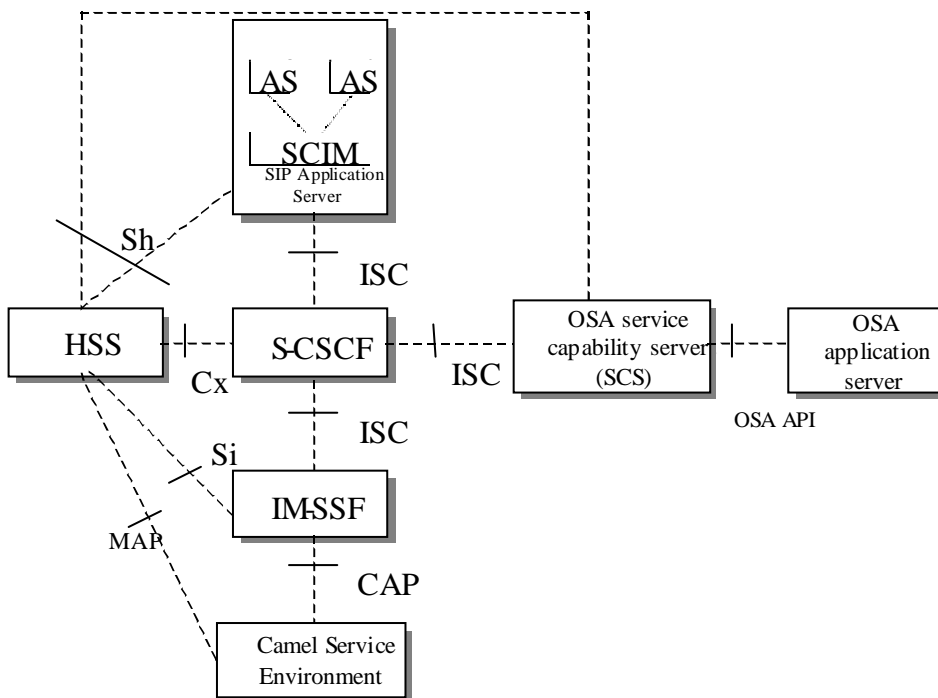 AS AS
SCIM
SIP Application
Server
Sh
ISC
HSS
Cx
S-CSCF
ISC
OSA service
capability server
(SCS)
OSA API
OSA
application
server
ISC
Si
IM-SSF
MAP
CAP
Camel Service
Environment